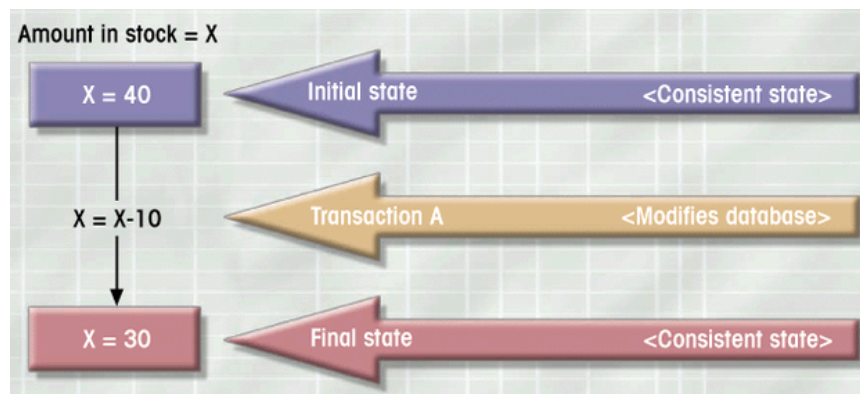 Amount in stock = X
X = 40
Initial state <Consistent state>
X = X-10
Transaction A <Modifies database>
X = 30
Final state <Consistent state>